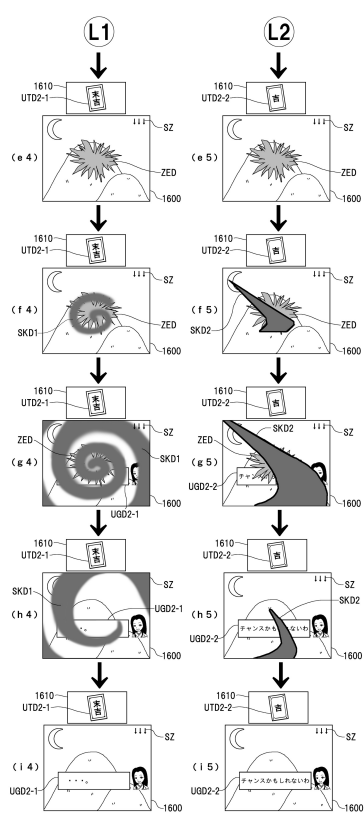 L1 L2
1610 1610
UTD2-1 末吉 UTD2-2 吉
SZ SZ
(e4) (e5)
ZED ZED
1600 1600
1610 1610
UTD2-1 末吉 UTD2-2 吉
SZ SZ
(f4) (f5)
SKD1 ZED SKD2 ZED
1600 1600
1610 1610
UTD2-1 末吉 UTD2-2 吉
ZED SZ SKD2 SZ
SKD1 ZED
(g4) (g5)
UGD2-2 チャン
1600 1600
UGD2-1
1610 1610
UTD2-1 末吉 UTD2-2 吉
SKD1 SZ SZ
SKD2
(h4) UGD2-1 (h5)
UGD2-2 チャンスかも れないわ
1600 1600
1610 1610
UTD2-1 末吉 UTD2-2 吉
SZ SZ
(i4) (i5)
UGD2-1 ・・・。 UGD2-2 チャンスかもしれないわ
1600 1600